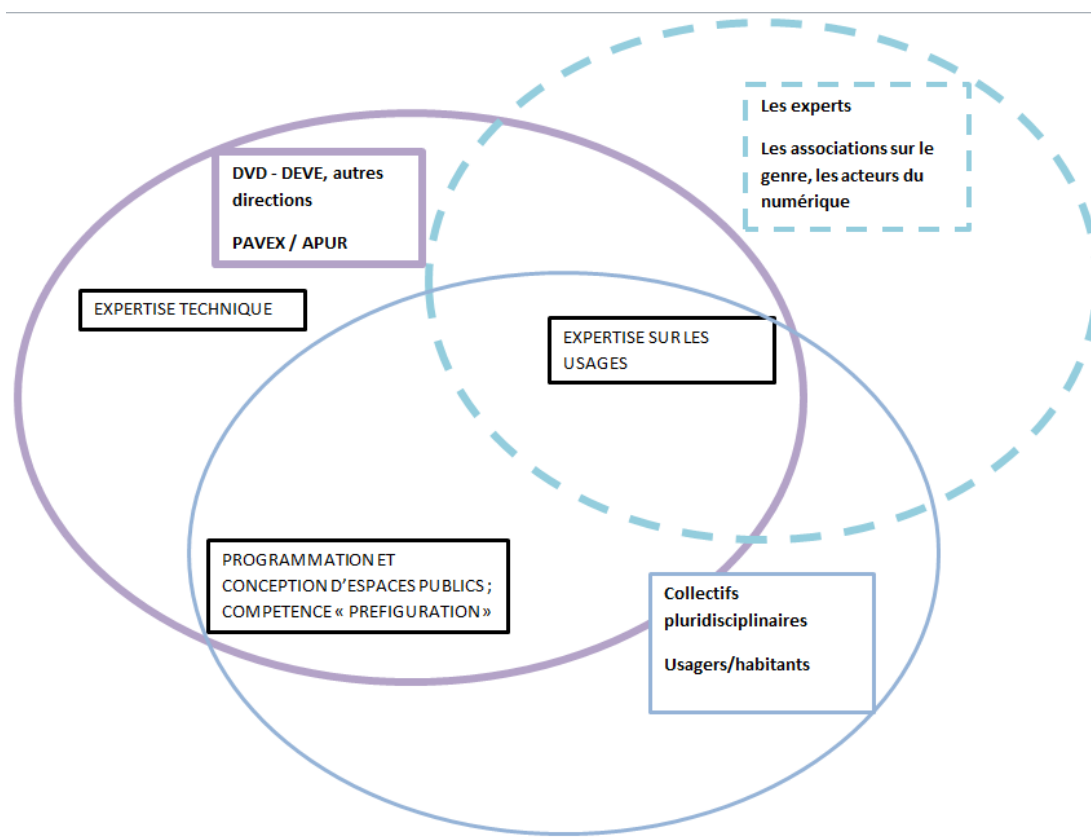 Les experts
Les associations sur le
genre, les acteurs du
numérique
DVD - DEVE, autres
directions
PAVEX / APUR
EXPERTISE TECHNIQUE
EXPERTISE SUR LES
USAGES
PROGRAMMATION ET
CONCEPTION D'ESPACES PUBLICS ;
COMPETENCE « PREFIGURATION »
Collectifs
pluridisciplinaires
Usagers/habitants